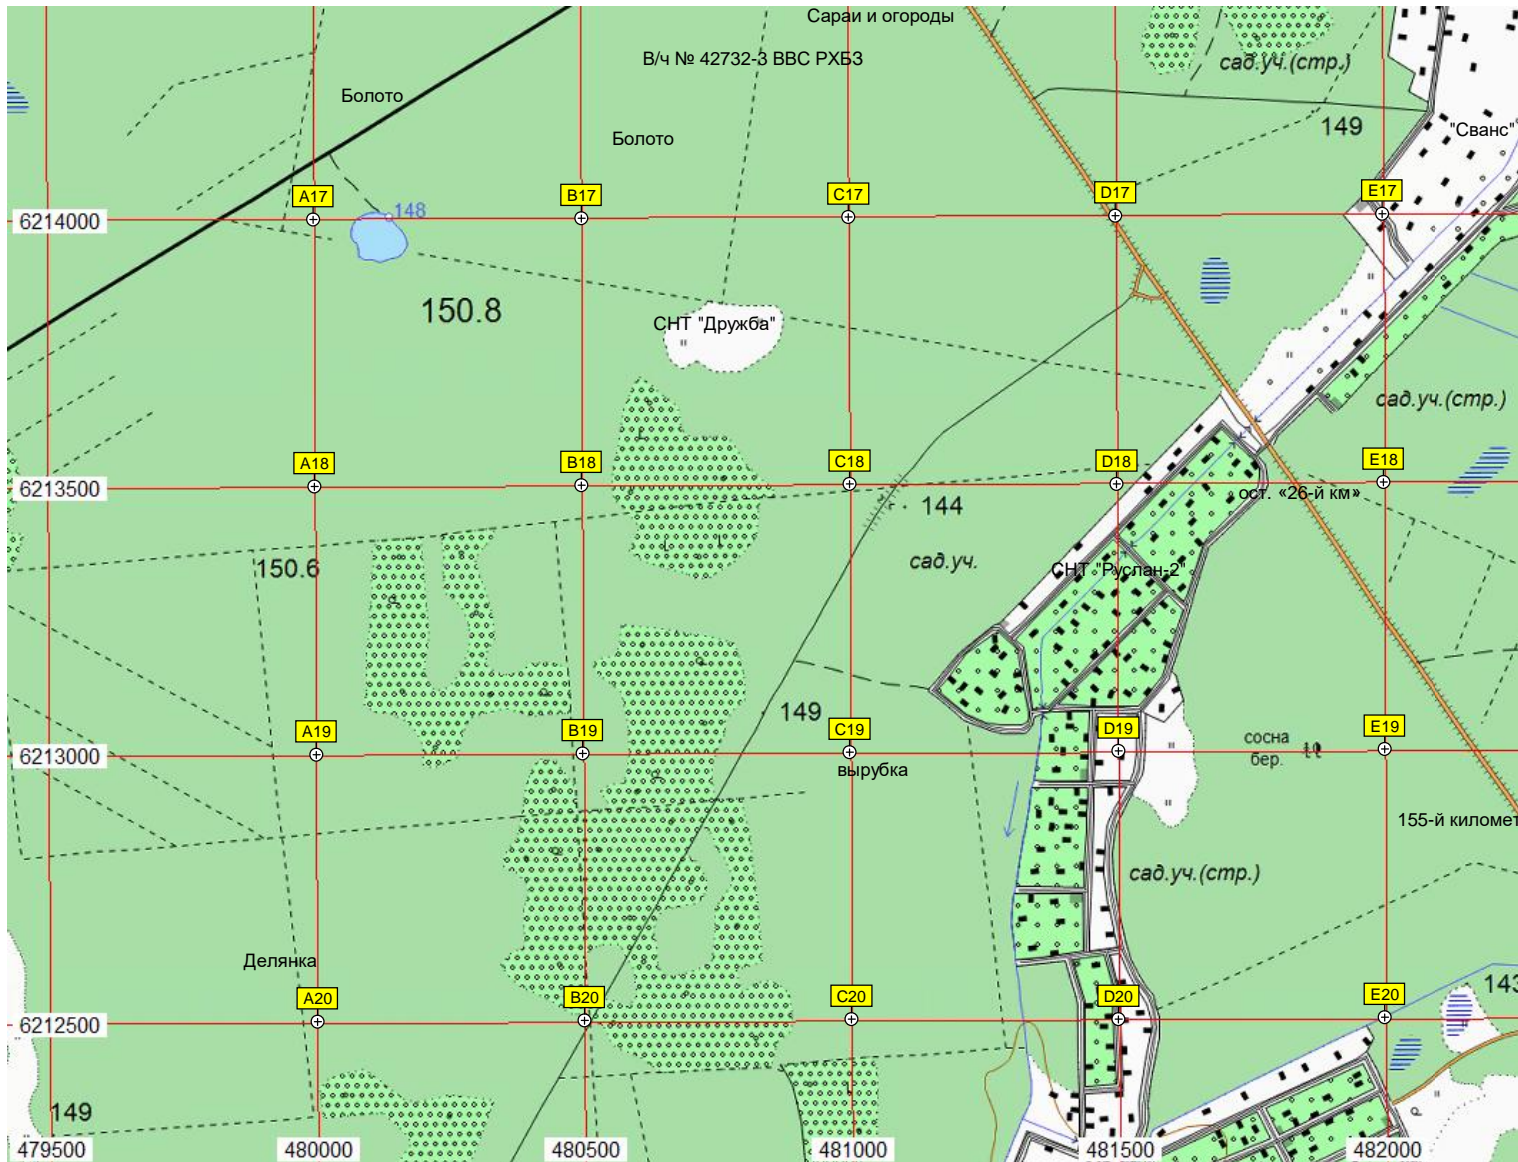 Сараи и огороды
В/ч № 42732-3 ВВС РХБЗ
сад.уч.(стр.)
Болото
149
"Сванс"
Болото
A17
B17
C17
D17
E17
148
6214000
150.8
СНТ "Дружба"
сад.уч.(стр.)
A18
B18
C18
D18
E18
6213500
ост. «26-й км»
144
сад.уч.
150.6
СНТ "Руслан-2"
149
A19
B19
C19
D19
E19
сосна
бер.
6213000
вырубка
155-й километ
сад.уч.(стр.)
Делянка
A20
B20
C20
D20
E20
143
6212500
149
479500
480000
480500
481000
481500
482000